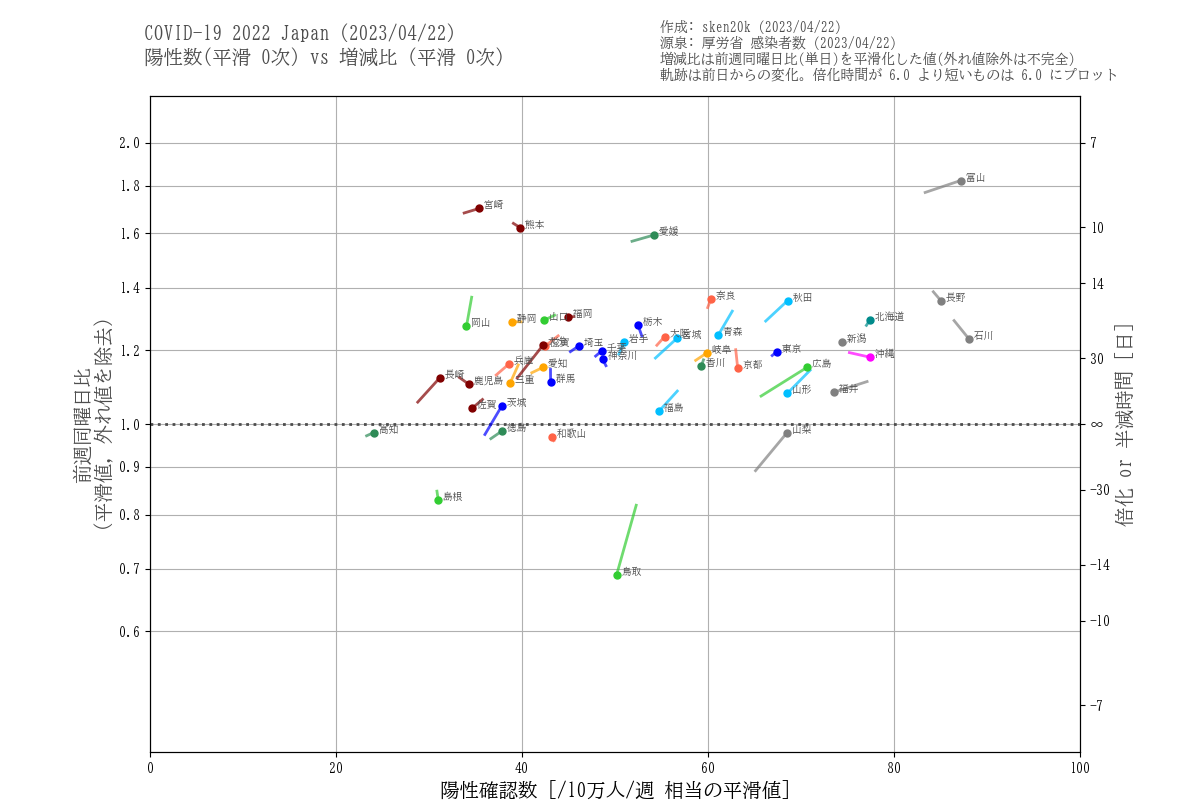 COVID-19 2022 Japan (2023/04/22)
陽性数(平滑 0次) vs 増減比 (平滑 0次)
作成: sken20k (2023/04/22)
源泉: 厚労省 感染者数 (2023/04/22)
増減比は前週同曜日比(単日)を平滑化した値(外れ値除外は不完全)
軌跡は前日からの変化。倍化時間が 6.0 より短いものは 6.0 にプロット
2.0
1.8
1.6
1.4
1.2
1.0
0.9
0.8
0.7
0.6
前週同曜日比
(平滑値, 外れ値を除去)
富山
宮崎
熊本
愛媛
奈良
秋田
長野
岡山
静岡
山口
福岡
栃木
北海道
青森
石川
大阪
宮城
岩手
新潟
埼玉
千葉
神奈川
岐阜
東京
沖縄
香川
京都
広島
兵庫
愛知
三重
群馬
長崎
鹿児島
山形
福井
佐賀
茨城
福島
高知
徳島
和歌山
山梨
島根
鳥取
7
10
14
30
∞
-30
-14
-10
-7
倍化 or 半減時間 [日]
0
20
40
60
80
100
陽性確認数 [/10万人/週 相当の平滑値]